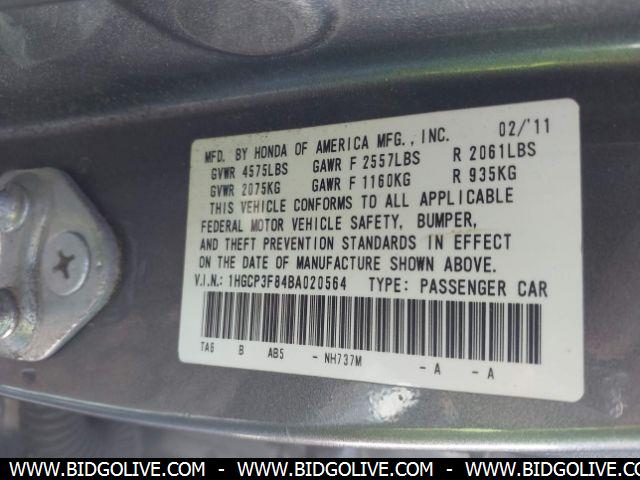 MFD. BY HONDA OF AMERICA MFG., INC. 02/'11
GVWR 4575LBS GAWR F 2557LBS R 2061LBS
GVWR 2075KG GAWR F 1160KG R 935KG
THIS VEHICLE CONFORMS TO ALL APPLICABLE
FEDERAL MOTOR VEHICLE SAFETY, BUMPER,
AND THEFT PREVENTION STANDARDS IN EFFECT
ON THE DATE OF MANUFACTURE SHOWN ABOVE.
V.I.N.: 1HGCP3F84BA020564 TYPE: PASSENGER CAR
TA6 B AB5 - NH737M - A - A
WWW.BIDGOLIVE.COM - WWW.BIDGOLIVE.COM - WWW.BIDGOLIVE.COM